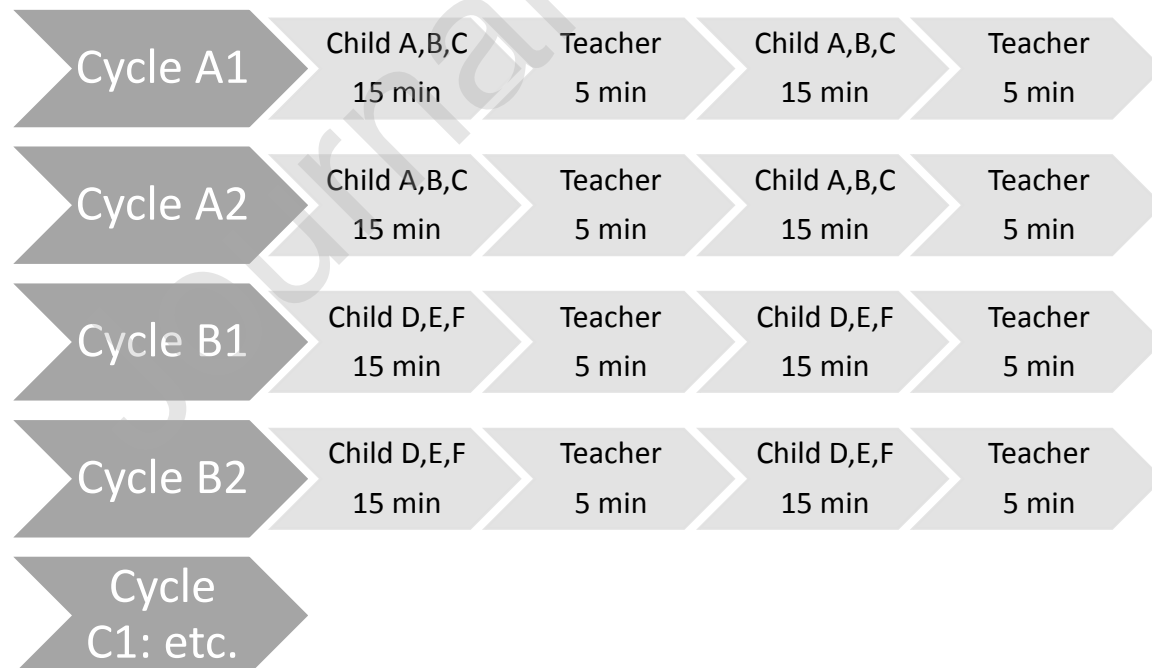 Cycle A1
Child A,B,C
15 min
Teacher
5 min
Child A,B,C
15 min
Teacher
5 min
Cycle A2
Child A,B,C
15 min
Teacher
5 min
Child A,B,C
15 min
Teacher
5 min
Cycle B1
Child D,E,F
15 min
Teacher
5 min
Child D,E,F
15 min
Teacher
5 min
Cycle B2
Child D,E,F
15 min
Teacher
5 min
Child D,E,F
15 min
Teacher
5 min
Cycle
C1: etc.
Journa